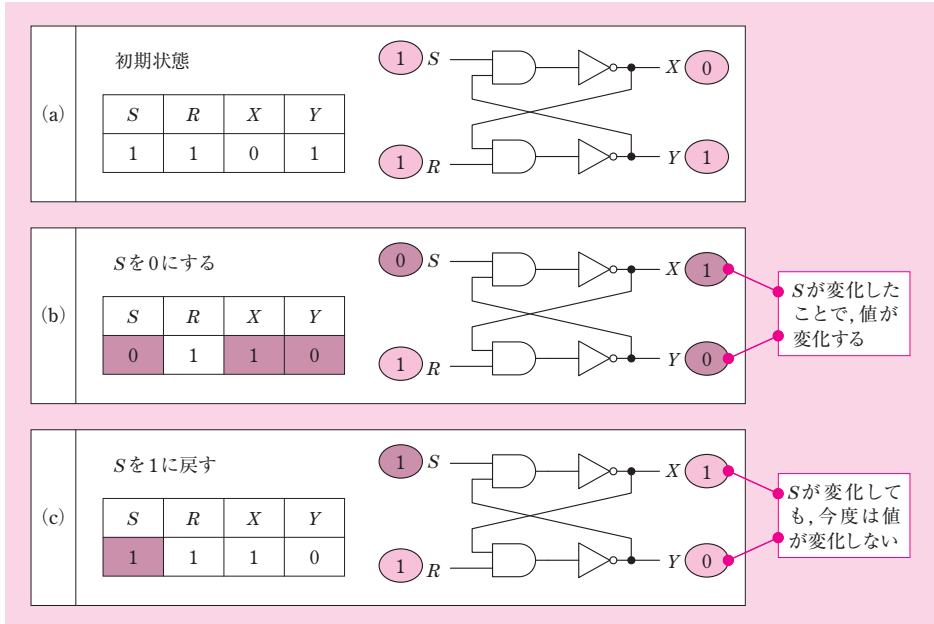 (a)
初期状態
S R X Y
1 1 0 1
1 S
1 R
X 0
Y 1
(b)
Sを0にする
S R X Y
0 1 1 0
0 S
1 R
X 1
Y 0
Sが変化した
ことで,値が
変化する
(c)
Sを1に戻す
S R X Y
1 1 1 0
1 S
1 R
X 1
Y 0
Sが変化して
も,今度は値
が変化しない